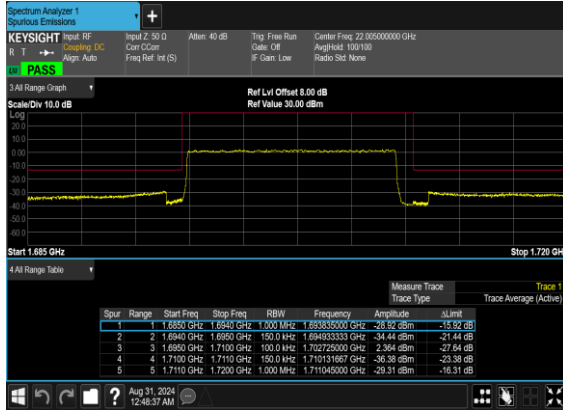 Spectrum Analyzer 1
Spurious Emissions
+
KEYSIGHT Input: RF Input Z: 50 Ω Atten: 40 dB Trig: Free Run Center Freq: 22.005000000 GHz
R T Coupling: DC Corr CCorr Gate: Off Avg|Hold: 100/100
Align: Auto Freq Ref: Int (S) IF Gain: Low Radio Std: None
PASS
3 All Range Graph
Ref Lvl Offset 8.00 dB
Scale/Div 10.0 dB Ref Value 30.00 dBm
Log
20.0
10.0
0.00
-10.0
-20.0
-30.0
-40.0
-50.0
-60.0
Start 1.685 GHz Stop 1.720 GH
4 All Range Table
Measure Trace Trace 1
Trace Type Trace Average (Active)
Spur Range Start Freq Stop Freq RBW Frequency Amplitude ΔLimit
1 1 1.6850 GHz 1.6940 GHz 1.000 MHz 1.693835000 GHz -28.92 dBm -15.92 dB
2 2 1.6940 GHz 1.6950 GHz 150.0 kHz 1.694933333 GHz -34.44 dBm -21.44 dB
3 3 1.6950 GHz 1.7100 GHz 100.0 kHz 1.702725000 GHz 2.364 dBm -27.64 dB
4 4 1.7100 GHz 1.7110 GHz 150.0 kHz 1.710131667 GHz -36.38 dBm -23.38 dB
5 5 1.7110 GHz 1.7200 GHz 1.000 MHz 1.711045000 GHz -29.31 dBm -16.31 dB
? Aug 31, 2024
12:48:37 AM